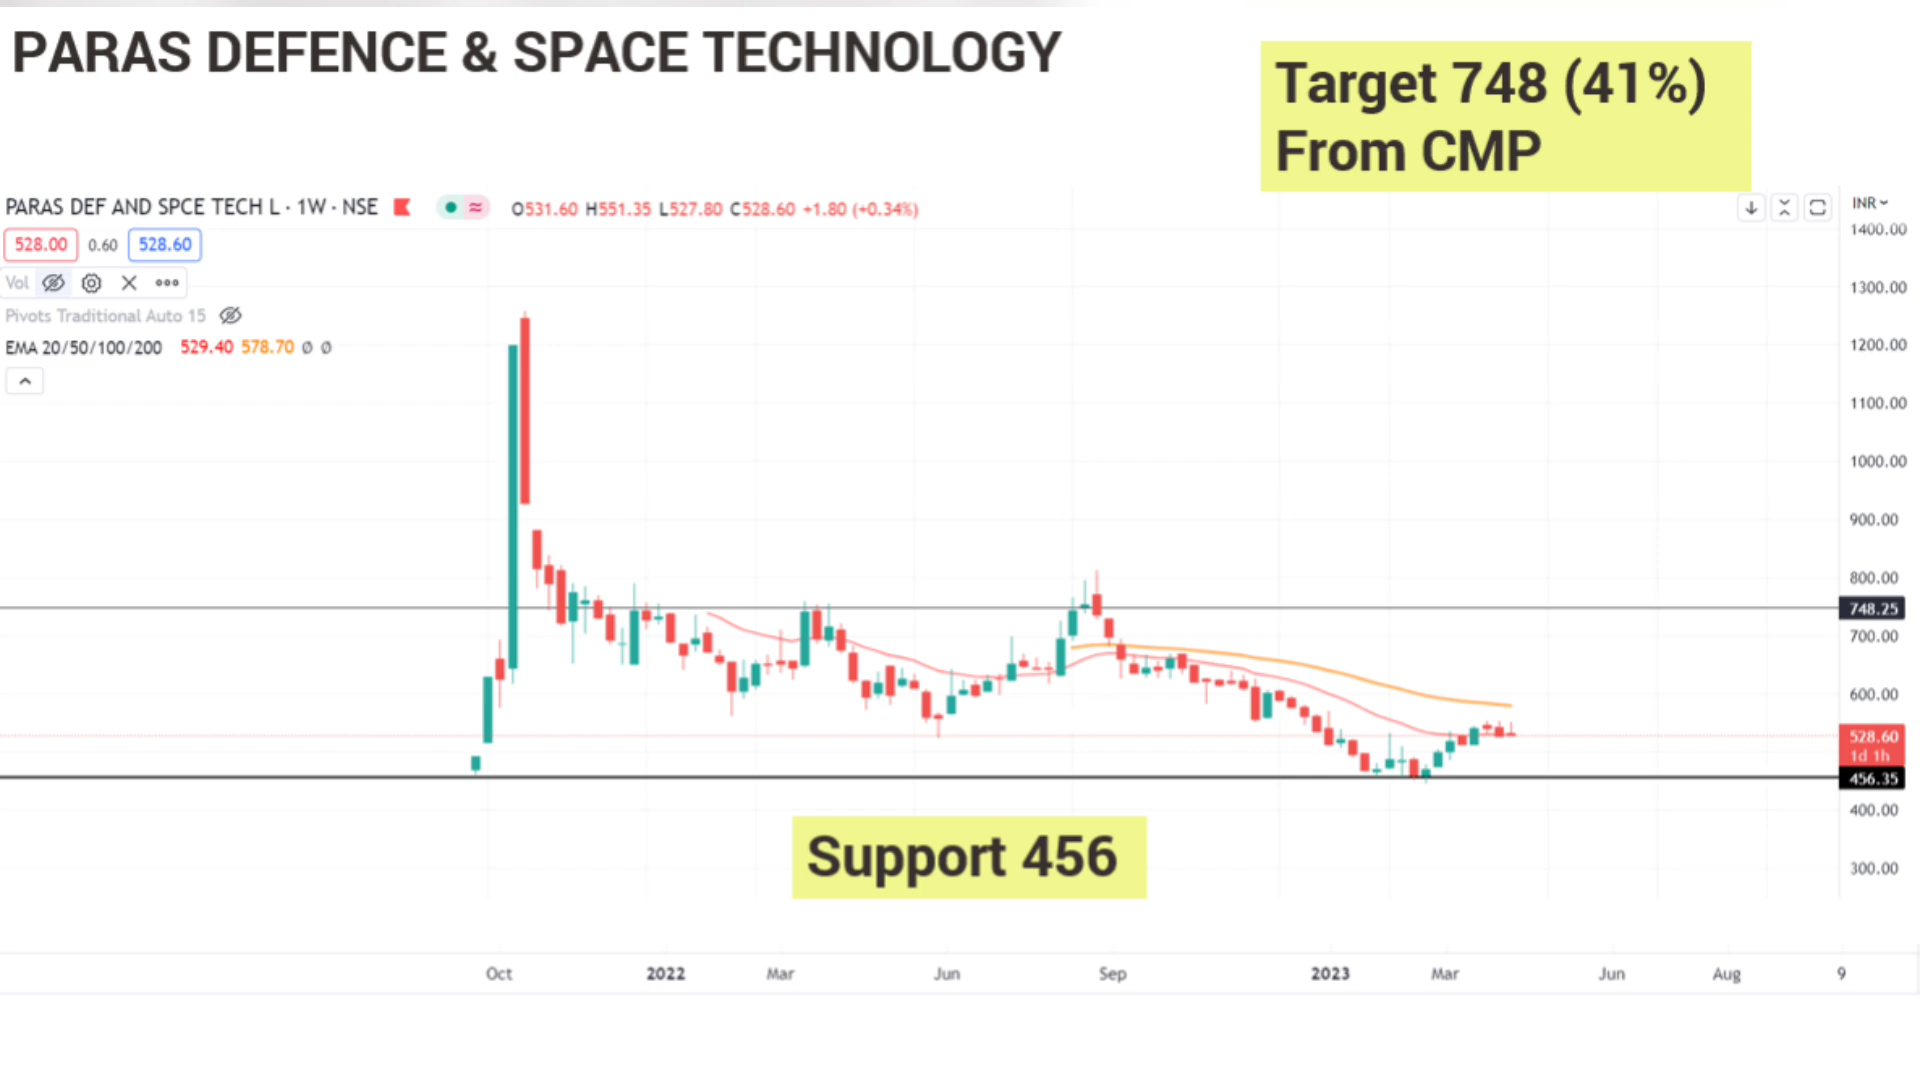 PARAS DEFENCE & SPACE TECHNOLOGY
Target 748 (41%)
From CMP
PARAS DEF AND SPCE TECH L · 1W · NSE O531.60 H551.35 L527.80 C528.60 +1.80 (+0.34%)
INR
528.00 0.60 528.60
Vol
Pivots Traditional Auto 15
EMA 20/50/100/200 529.40 578.70 Ø Ø
1400.00
1300.00
1200.00
1100.00
1000.00
900.00
800.00
748.25
700.00
600.00
528.60
1d 1h
456.35
400.00
300.00
Support 456
Oct 2022 Mar Jun Sep 2023 Mar Jun Aug 9